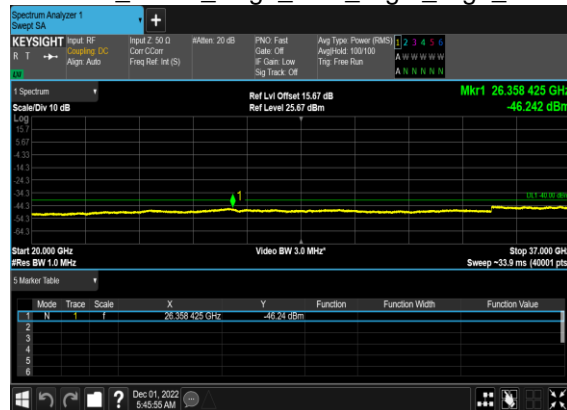 Spectrum Analyzer 1
Swept SA
+
KEYSIGHT Input: RF Input Z: 50 Ω #Atten: 20 dB PNO: Fast Avg Type: Power (RMS) 1 2 3 4 5 6
R T Coupling: DC Corr CCorr Gate: Off Avg|Hold: 100/100 A W W W W W
Align: Auto Freq Ref: Int (S) IF Gain: Low Trig: Free Run
Sig Track: Off A N N N N N
LW
1 Spectrum Ref Lvl Offset 15.67 dB Mkr1 26.358 425 GHz
Scale/Div 10 dB Ref Level 25.67 dBm -46.242 dBm
Log
15.7
5.67
-4.33
-14.3
-24.3
-34.3 DL1 -40.00 dBm
-44.3
-54.3
-64.3
1
Start 20.000 GHz Video BW 3.0 MHz* Stop 37.000 GHz
#Res BW 1.0 MHz Sweep ~33.9 ms (40001 pts)
5 Marker Table
Mode Trace Scale X Y Function Function Width Function Value
1 N 1 f 26.358 425 GHz -46.24 dBm
2
3
4
5
6
? Dec 01, 2022
5:45:55 AM